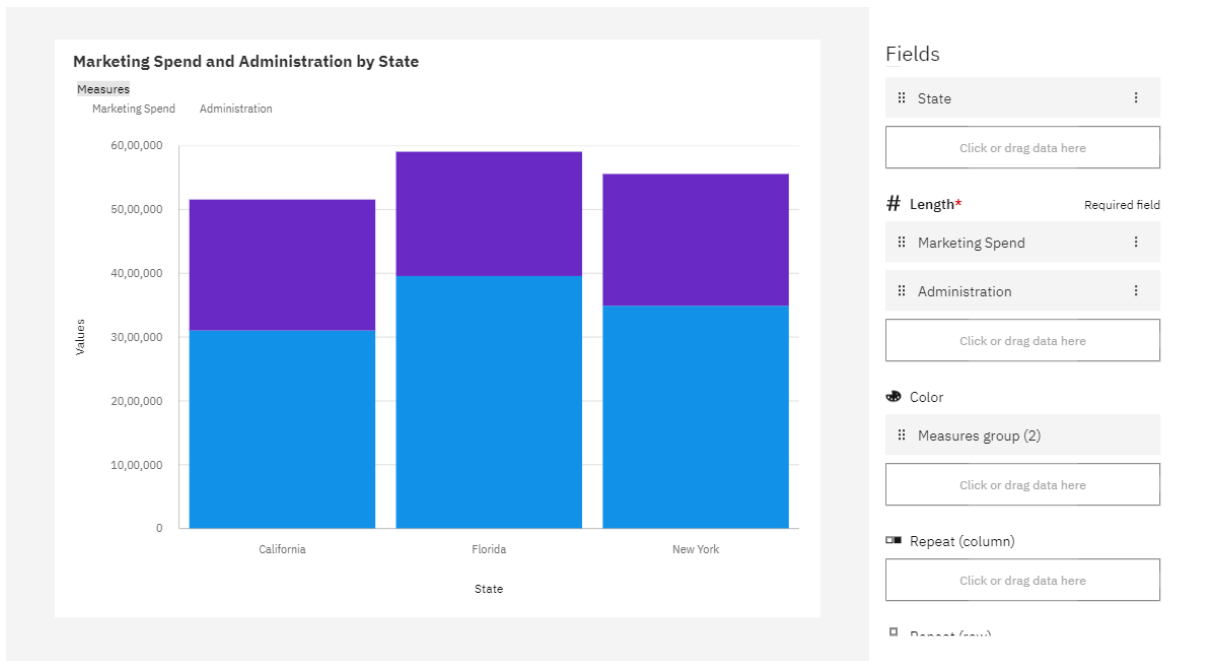 Marketing Spend and Administration by State
Measures
Marketing Spend Administration
60,00,000
50,00,000
40,00,000
30,00,000
20,00,000
10,00,000
0
Values
California Florida New York
State
Fields
State
Click or drag data here
# Length* Required field
Marketing Spend
Administration
Click or drag data here
Color
Measures group (2)
Click or drag data here
Repeat (column)
Click or drag data here
Repeat (row)